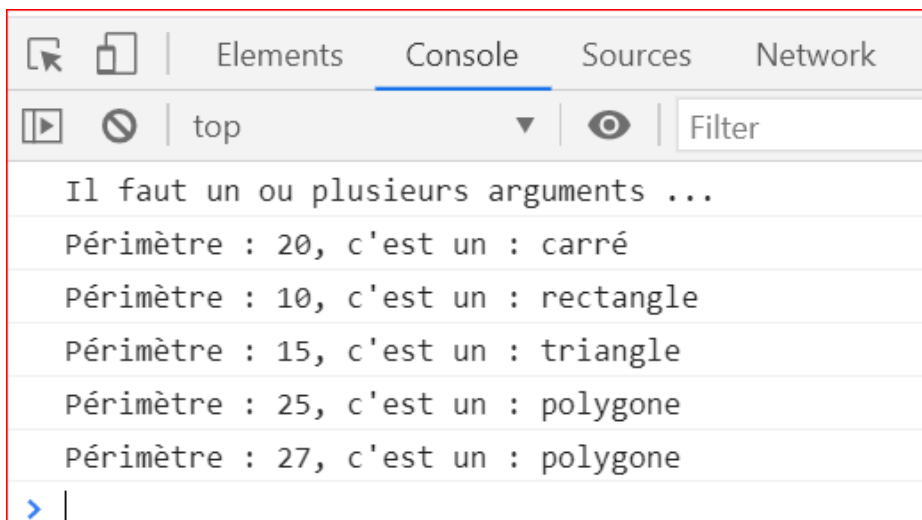 Elements Console Sources Network
top Filter
Il faut un ou plusieurs arguments ...
Périmètre : 20, c'est un : carré
Périmètre : 10, c'est un : rectangle
Périmètre : 15, c'est un : triangle
Périmètre : 25, c'est un : polygone
Périmètre : 27, c'est un : polygone